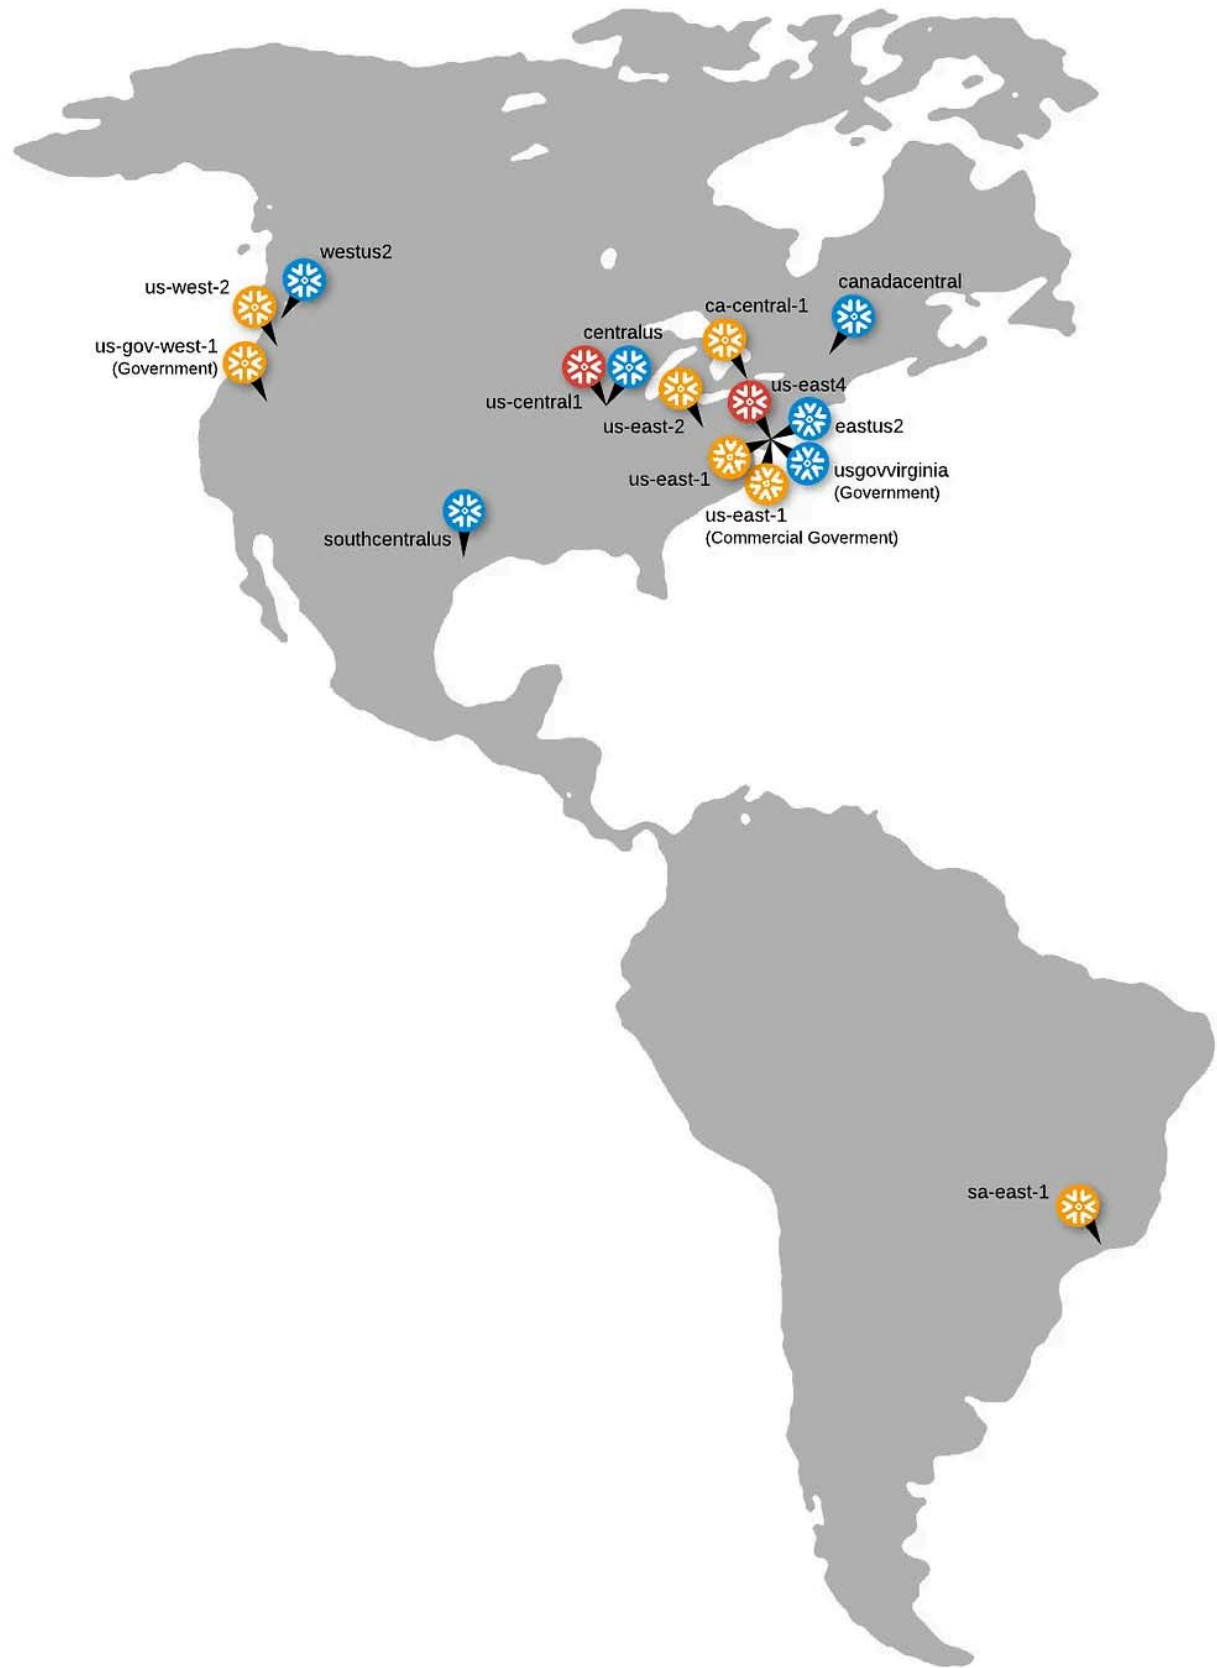 westus2
us-west-2
us-gov-west-1
(Government)
canadacentral
ca-central-1
centralus
us-central1
us-east4
us-east-2
eastus2
us-east-1
usgovvirginia
(Government)
us-east-1
(Commercial Goverment)
southcentralus
sa-east-1